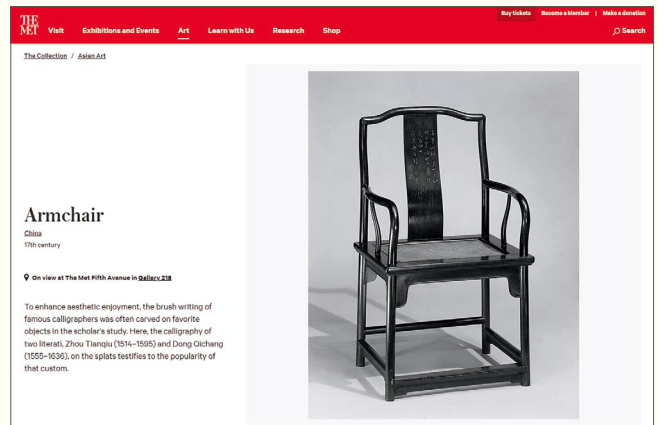 Buy tickets Become a Member | Make a donation
THE
MET
Visit Exhibitions and Events Art Learn with Us Research Shop Search
The Collection / Asian Art
Armchair
China
17th century
On view at The Met Fifth Avenue in Gallery 218
To enhance aesthetic enjoyment, the brush writing of
famous calligraphers was often carved on favorite
objects in the scholar's study. Here, the calligraphy of
two literati, Zhou Tianqiu (1514–1595) and Dong Qichang
(1555–1636), on the splats testifies to the popularity of
that custom.